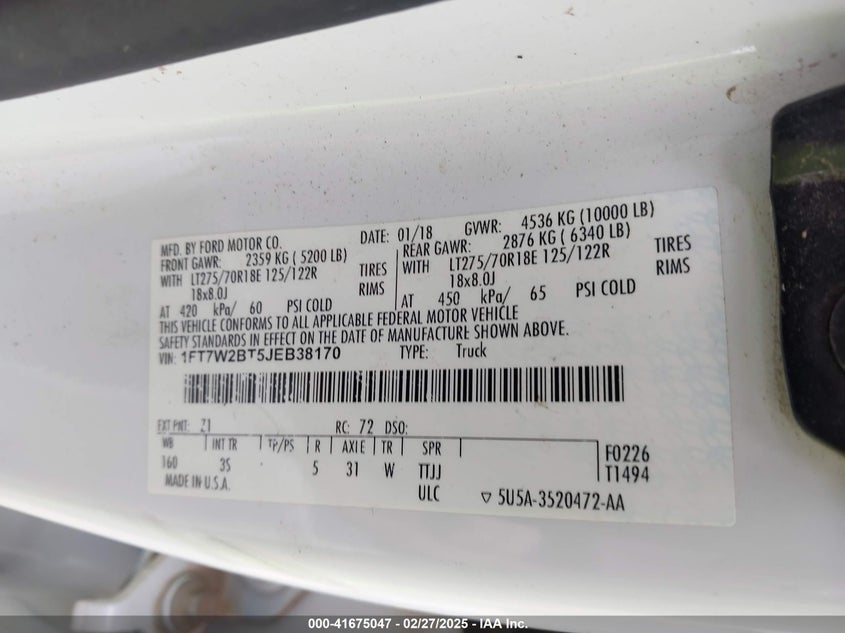 MFD. BY FORD MOTOR CO. DATE: 01/18 GVWR: 4536 KG (10000 LB)
FRONT GAWR: 2359 KG ( 5200 LB) REAR GAWR: 2876 KG ( 6340 LB)
WITH LT275/70R18E 125/122R TIRES WITH LT275/70R18E 125/122R TIRES
18x8.0J RIMS 18x8.0J RIMS
AT 420 kPa/ 60 PSI COLD AT 450 kPa/ 65 PSI COLD
THIS VEHICLE CONFORMS TO ALL APPLICABLE FEDERAL MOTOR VEHICLE
SAFETY STANDARDS IN EFFECT ON THE DATE OF MANUFACTURE SHOWN ABOVE.
VIN: 1FT7W2BT5JEB38170 TYPE: Truck
EXT PNT: Z1 RC: 72 DSO:
WB INT TR TP/PS R AXLE TR SPR F0226
160 3S 5 31 W TTJJ T1494
MADE IN U.S.A. ULC 5U5A-3520472-AA
000-41675047 - 02/27/2025 - IAA Inc.